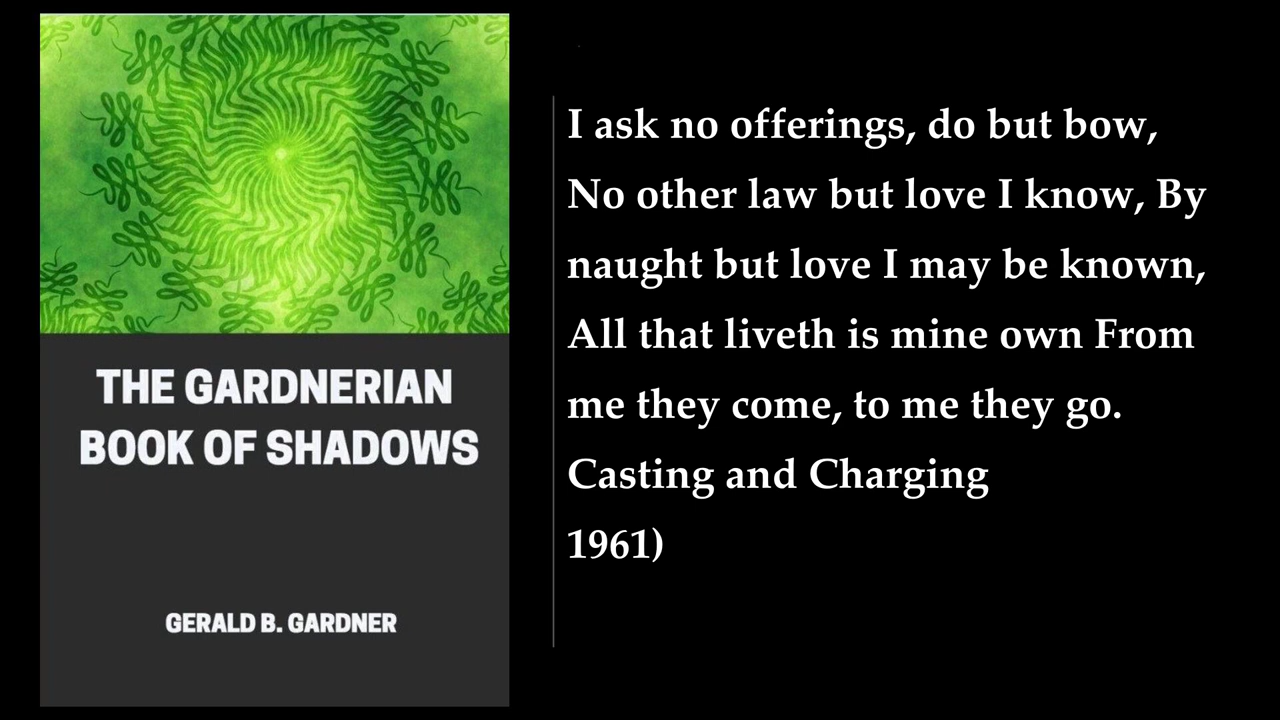 THE GARDNERIAN
BOOK OF SHADOWS
GERALD B. GARDNER
I ask no offerings, do but bow,
No other law but love I know, By
naught but love I may be known,
All that liveth is mine own From
me they come, to me they go.
Casting and Charging
1961)